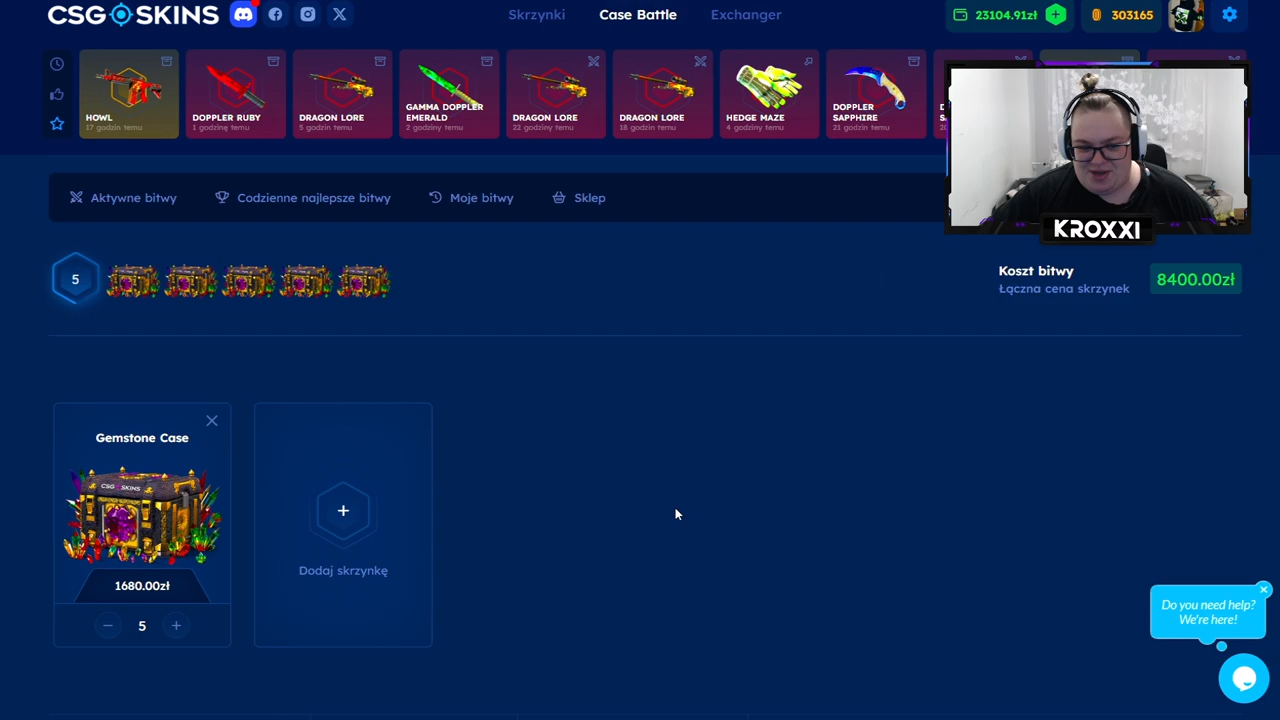 CSG SKINS
Skrzynki
Case Battle
Exchanger
23104.91zł
303165
HOWL
17 godzin temu
DOPPLER RUBY
1 godzinę temu
DRAGON LORE
5 godzin temu
GAMMA DOPPLER
EMERALD
2 godziny temu
DRAGON LORE
22 godziny temu
DRAGON LORE
18 godzin temu
HEDGE MAZE
4 godziny temu
DOPPLER
SAPPHIRE
21 godzin temu
KROXXI
Aktywne bitwy
Codzienne najlepsze bitwy
Moje bitwy
Sklep
5
Koszt bitwy
Łączna cena skrzynek
8400.00zł
Gemstone Case
CSG SKINS
1680.00zł
5
Dodaj skrzynkę
Do you need help?
We're here!